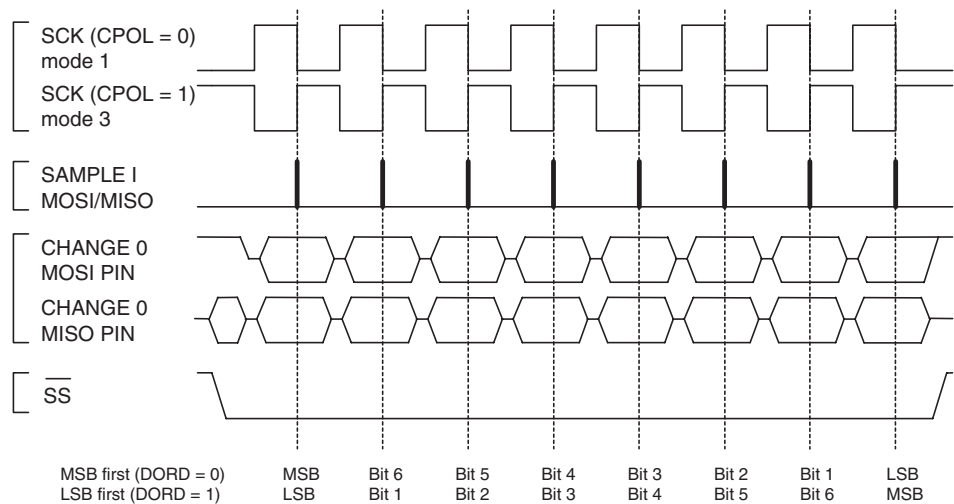 SCK (CPOL = 0)
mode 1
SCK (CPOL = 1)
mode 3
SAMPLE I
MOSI/MISO
CHANGE 0
MOSI PIN
CHANGE 0
MISO PIN
SS
MSB first (DORD = 0) MSB Bit 6 Bit 5 Bit 4 Bit 3 Bit 2 Bit 1 LSB
LSB first (DORD = 1) LSB Bit 1 Bit 2 Bit 3 Bit 4 Bit 5 Bit 6 MSB